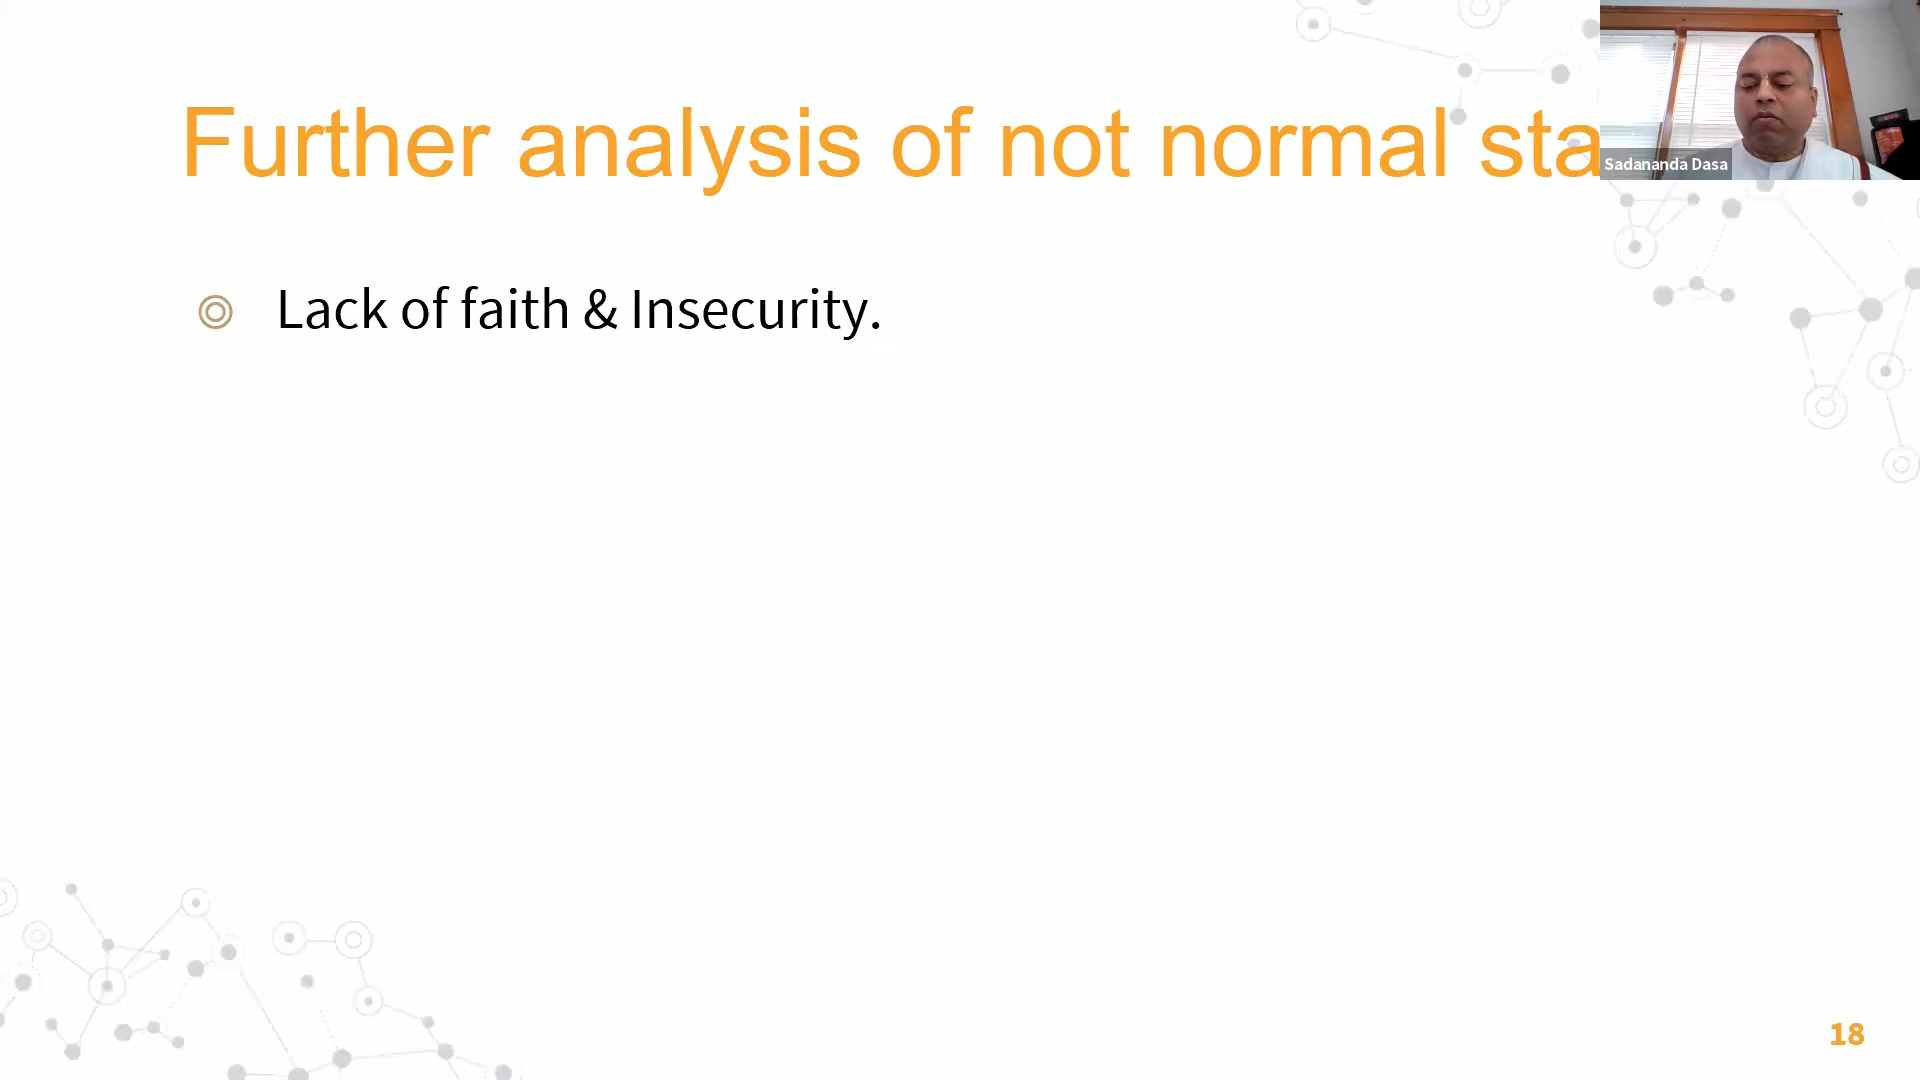 Further analysis of not normal sta
Sadananda Dasa
Lack of faith & Insecurity.
18